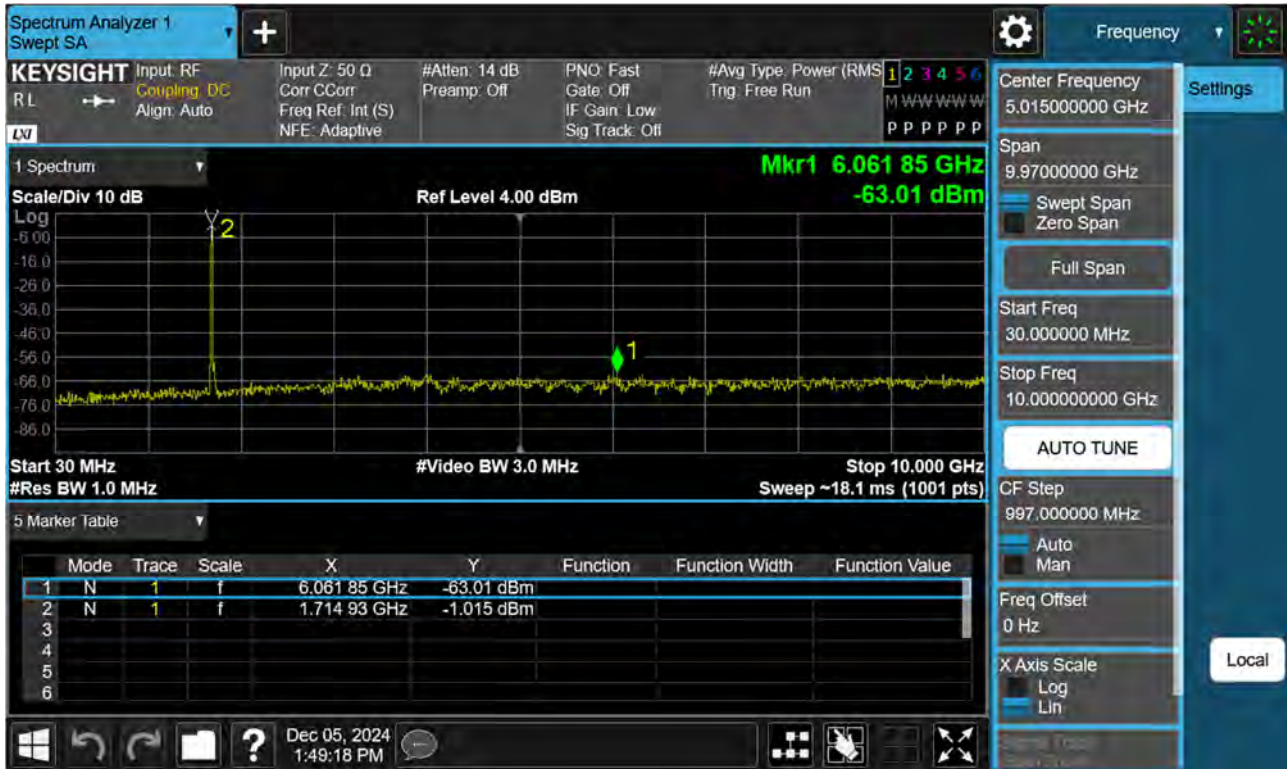 Spectrum Analyzer 1
Swept SA
Frequency
KEYSIGHT
R L
LXI
Input: RF
Coupling: DC
Align: Auto
Input Z: 50 Ω
Corr CCorr
Freq Ref: Int (S)
NFE: Adaptive
#Atten: 14 dB
Preamp: Off
PNO: Fast
Gate: Off
IF Gain: Low
Sig Track: Off
#Avg Type: Power (RMS
Trig: Free Run
1 2 3 4 5 6
M W W W W W
P P P P P P
1 Spectrum
Scale/Div 10 dB
Ref Level 4.00 dBm
Mkr1 6.061 85 GHz
-63.01 dBm
Log
-6.00
-16.0
-26.0
-36.0
-46.0
-56.0
-66.0
-76.0
-86.0
2
1
Start 30 MHz
#Video BW 3.0 MHz
Stop 10.000 GHz
#Res BW 1.0 MHz
Sweep ~18.1 ms (1001 pts)
5 Marker Table
Mode Trace Scale X Y Function Function Width Function Value
1 N 1 f 6.061 85 GHz -63.01 dBm
2 N 1 f 1.714 93 GHz -1.015 dBm
3
4
5
6
Dec 05, 2024
1:49:18 PM
Center Frequency
5.015000000 GHz
Settings
Span
9.97000000 GHz
Swept Span
Zero Span
Full Span
Start Freq
30.000000 MHz
Stop Freq
10.000000000 GHz
AUTO TUNE
CF Step
997.000000 MHz
Auto
Man
Freq Offset
0 Hz
X Axis Scale
Log
Lin
Local